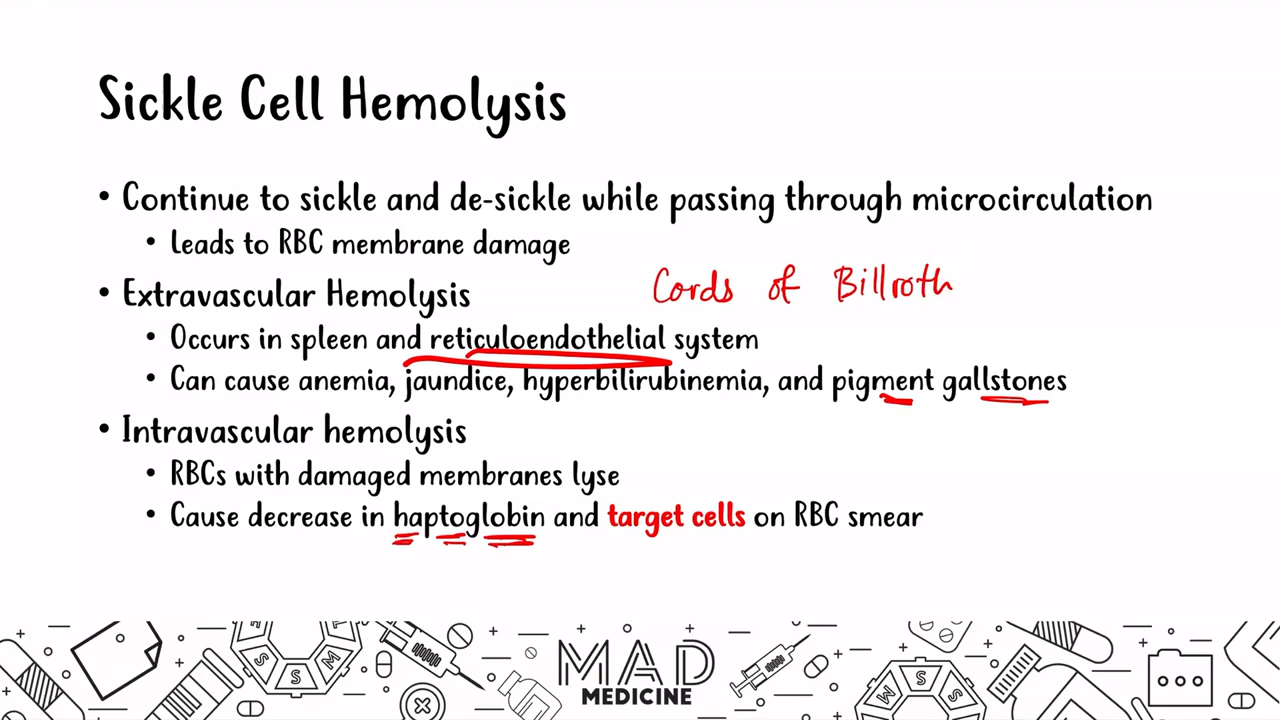 Sickle Cell Hemolysis
• Continue to sickle and de-sickle while passing through microcirculation
• Leads to RBC membrane damage
• Extravascular Hemolysis
Cords of Billroth
• Occurs in spleen and reticuloendothelial system
• Can cause anemia, jaundice, hyperbilirubinemia, and pigment gallstones
• Intravascular hemolysis
• RBCs with damaged membranes lyse
• Cause decrease in haptoglobin and target cells on RBC smear
MAD
MEDICINE
S
S
M
M
S
S